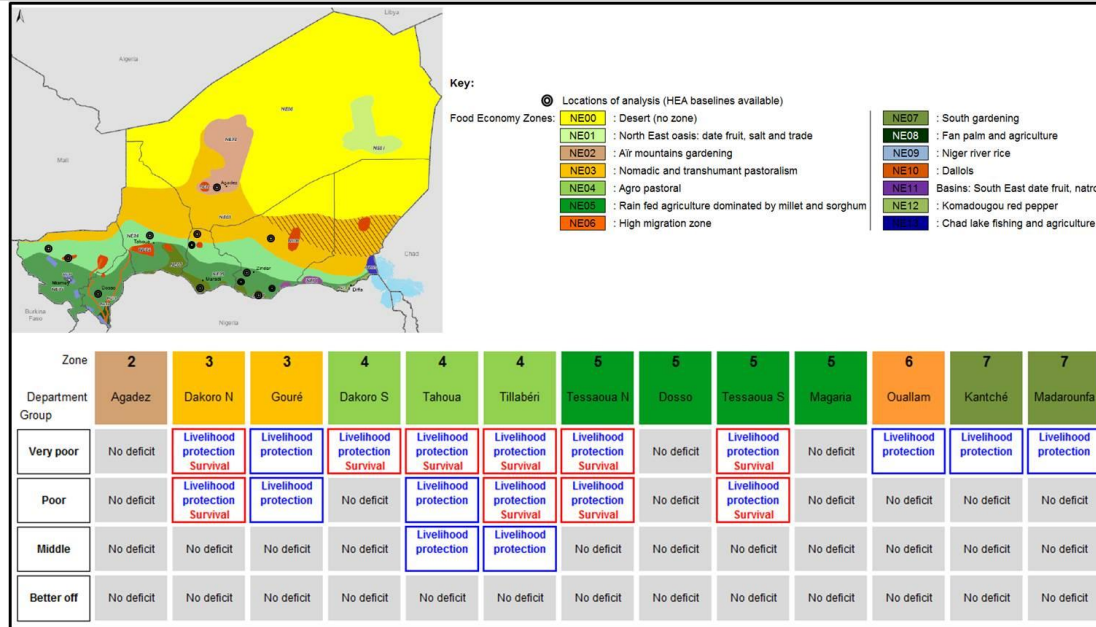 Libya
Algeria
Mali
Chad
Nigeria
Burkina
Faso
NE00
Agadez
Tahoua
Zinder
Maradi
Dosso
Niamey
Diffa
Key:
Locations of analysis (HEA baselines available)
Food Economy Zones:
NE00 : Desert (no zone)
NE01 : North East oasis: date fruit, salt and trade
NE02 : Aïr mountains gardening
NE03 : Nomadic and transhumant pastoralism
NE04 : Agro pastoral
NE05 : Rain fed agriculture dominated by millet and sorghum
NE06 : High migration zone
NE07 : South gardening
NE08 : Fan palm and agriculture
NE09 : Niger river rice
NE10 : Dallols
NE11 Basins: South East date fruit, natro
NE12 : Komadougou red pepper
: Chad lake fishing and agriculture
Zone 2 3 3 4 4 4 5 5 5 5 6 7 7
Department Agadez Dakoro N Gouré Dakoro S Tahoua Tillabéri Tessaoua N Dosso Tessaoua S Magaria Ouallam Kantché Madarounfa
Group
Very poor No deficit Livelihood protection Survival Livelihood protection Livelihood protection Survival Livelihood protection Survival Livelihood protection Survival Livelihood protection Survival No deficit Livelihood protection Survival No deficit Livelihood protection Livelihood protection Livelihood protection
Poor No deficit Livelihood protection Survival Livelihood protection No deficit Livelihood protection Livelihood protection Survival Livelihood protection Survival No deficit Livelihood protection Survival No deficit No deficit No deficit No deficit
Middle No deficit No deficit No deficit No deficit Livelihood protection Livelihood protection No deficit No deficit No deficit No deficit No deficit No deficit No deficit
Better off No deficit No deficit No deficit No deficit No deficit No deficit No deficit No deficit No deficit No deficit No deficit No deficit No deficit